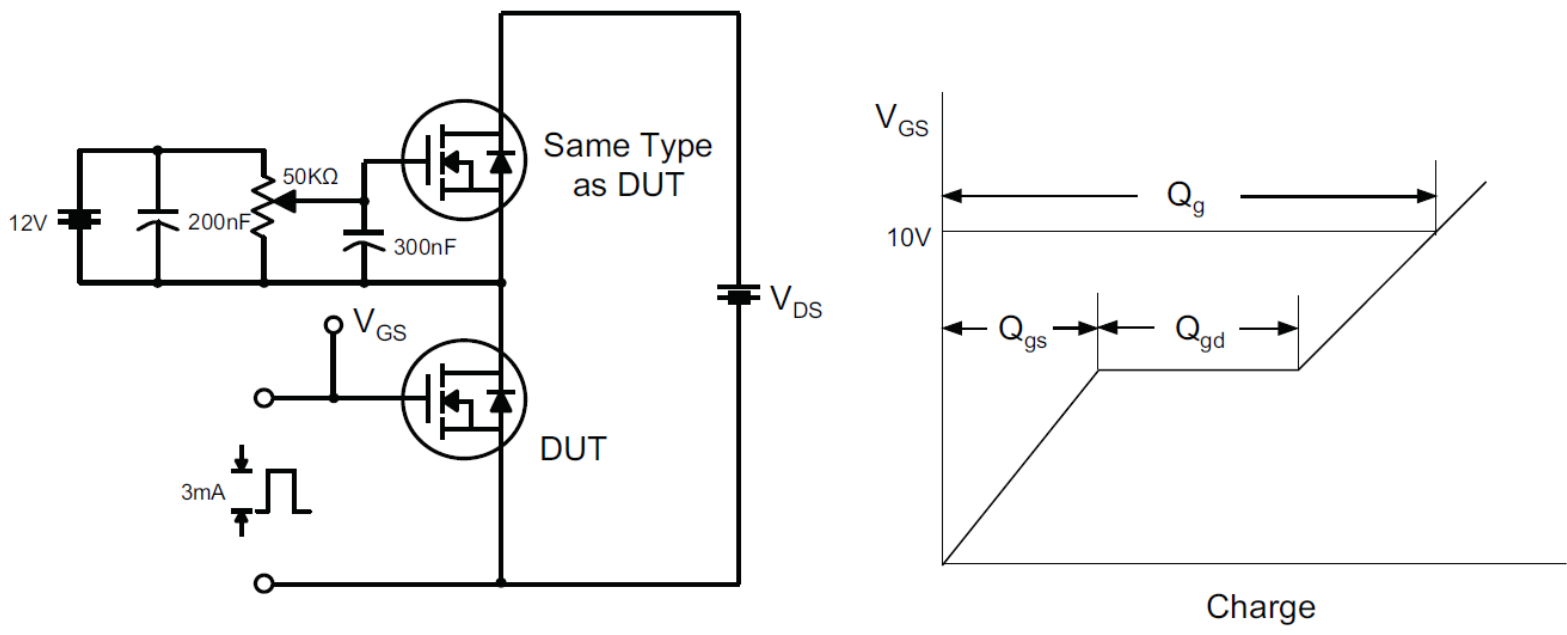 12V
200nF
50KΩ
300nF
Same Type
as DUT
V_GS
V_DS
DUT
3mA
V_GS
Q_g
10V
Q_gs
Q_gd
Charge